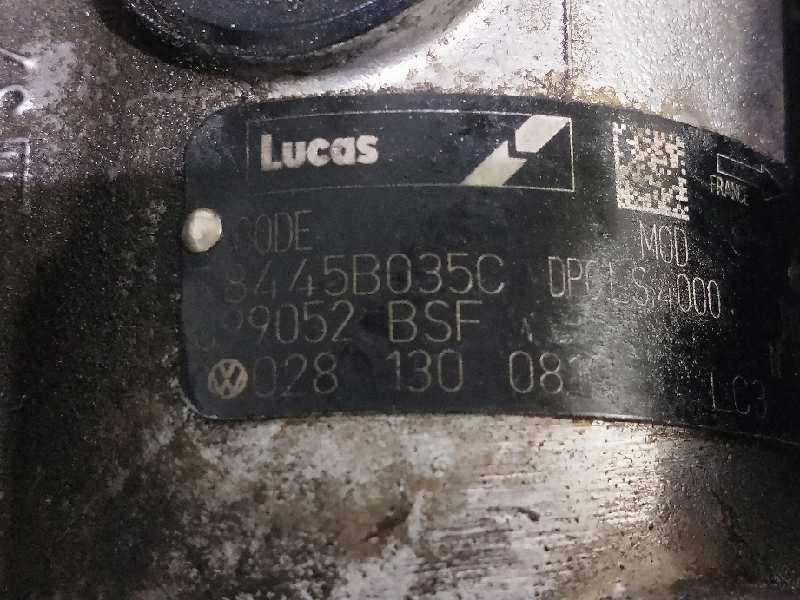 Lucas
FRANCE
CODE
MOD
8445B035C DPC
99052 BSF
028 130
LC3